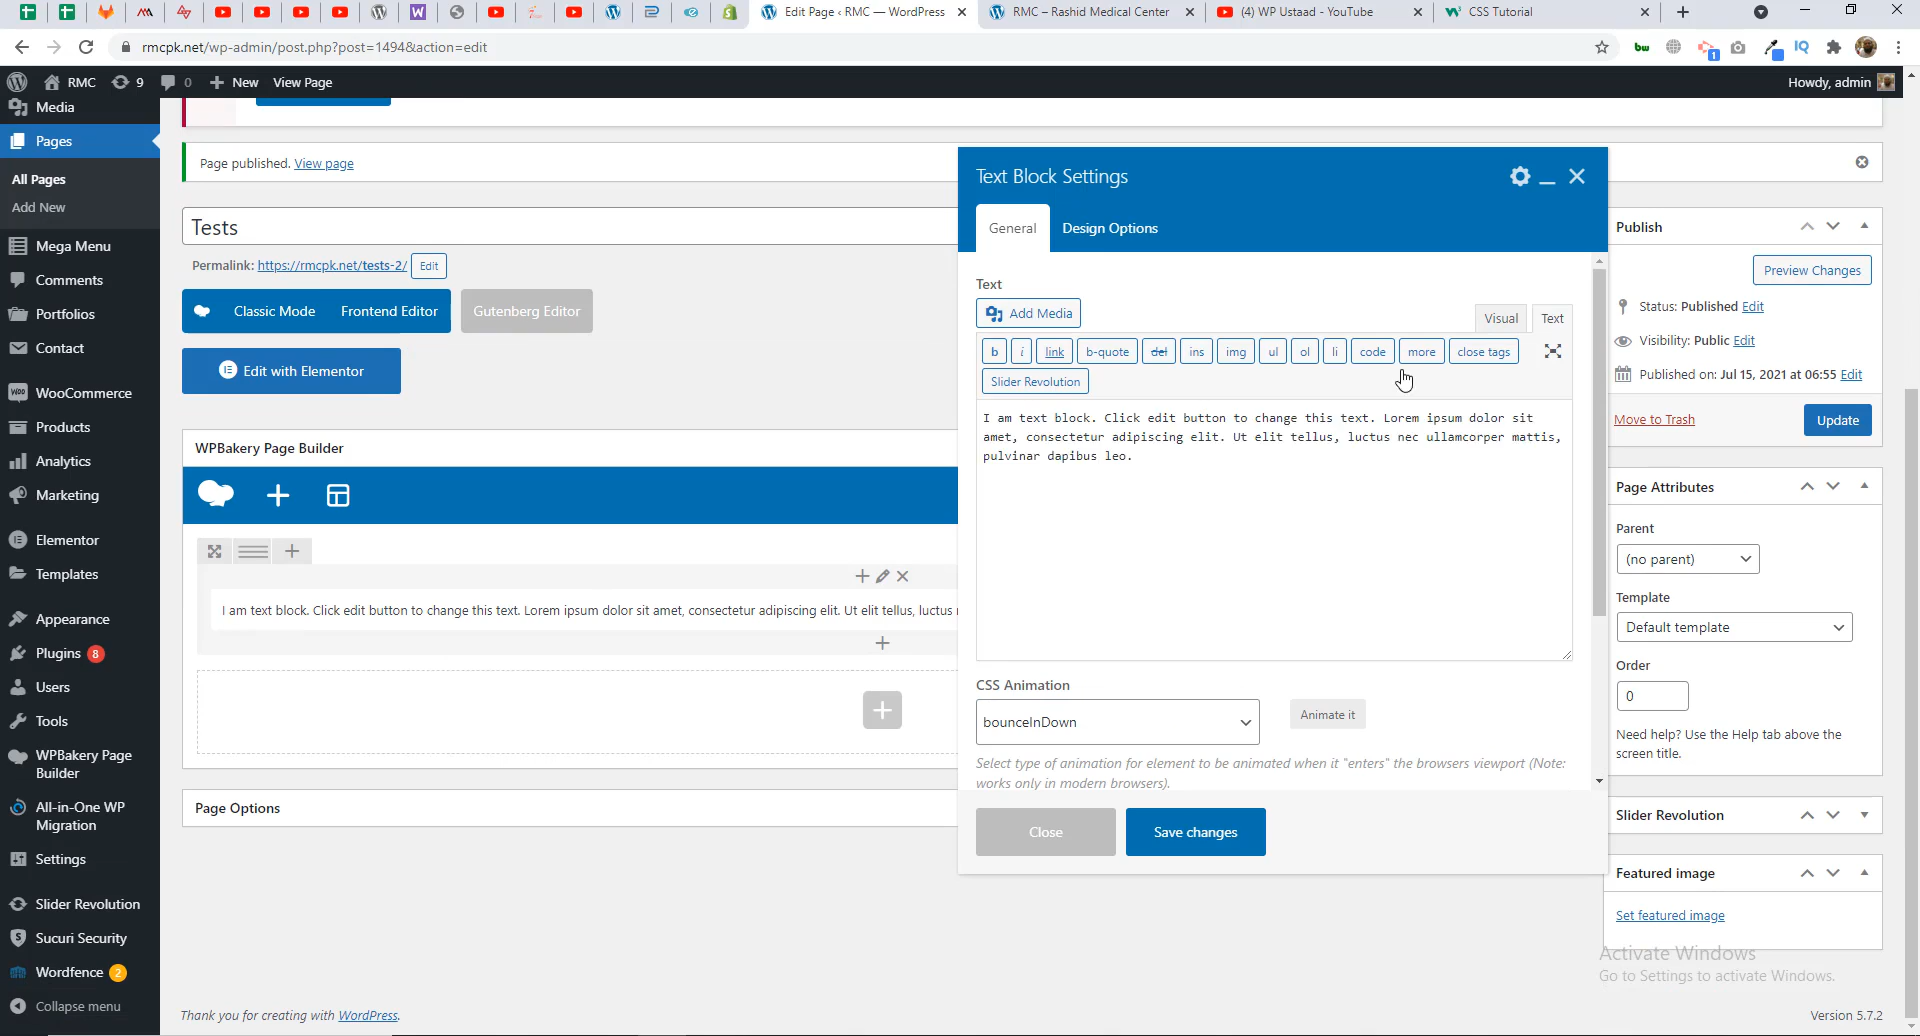 Edit Page ‹ RMC — WordPress
RMC – Rashid Medical Center
(4) WP Ustaad - YouTube
CSS Tutorial
rmcpk.net/wp-admin/post.php?post=1494&action=edit
bw
1
IQ
RMC
9
0
New
View Page
Howdy, admin
Media
Pages
All Pages
Add New
Mega Menu
Comments
Portfolios
Contact
WooCommerce
Products
Analytics
Marketing
Elementor
Templates
Appearance
Plugins 8
Users
Tools
WPBakery Page
Builder
All-in-One WP
Migration
Settings
Slider Revolution
Sucuri Security
Wordfence 2
Collapse menu
Page published. View page
Tests
Permalink: https://rmcpk.net/tests-2/ Edit
Classic Mode
Frontend Editor
Gutenberg Editor
Edit with Elementor
WPBakery Page Builder
I am text block. Click edit button to change this text. Lorem ipsum dolor sit amet, consectetur adipiscing elit. Ut elit tellus, luctus
Page Options
Thank you for creating with WordPress.
Text Block Settings
General
Design Options
Text
Add Media
Visual
Text
b
i
link
b-quote
del
ins
img
ul
ol
li
code
more
close tags
Slider Revolution
I am text block. Click edit button to change this text. Lorem ipsum dolor sit
amet, consectetur adipiscing elit. Ut elit tellus, luctus nec ullamcorper mattis,
pulvinar dapibus leo.
CSS Animation
bounceInDown
Animate it
Select type of animation for element to be animated when it "enters" the browsers viewport (Note:
works only in modern browsers).
Close
Save changes
Publish
Preview Changes
Status: Published Edit
Visibility: Public Edit
Published on: Jul 15, 2021 at 06:55 Edit
Move to Trash
Update
Page Attributes
Parent
(no parent)
Template
Default template
Order
0
Need help? Use the Help tab above the
screen title.
Slider Revolution
Featured image
Set featured image
Activate Windows
Go to Settings to activate Windows.
Version 5.7.2